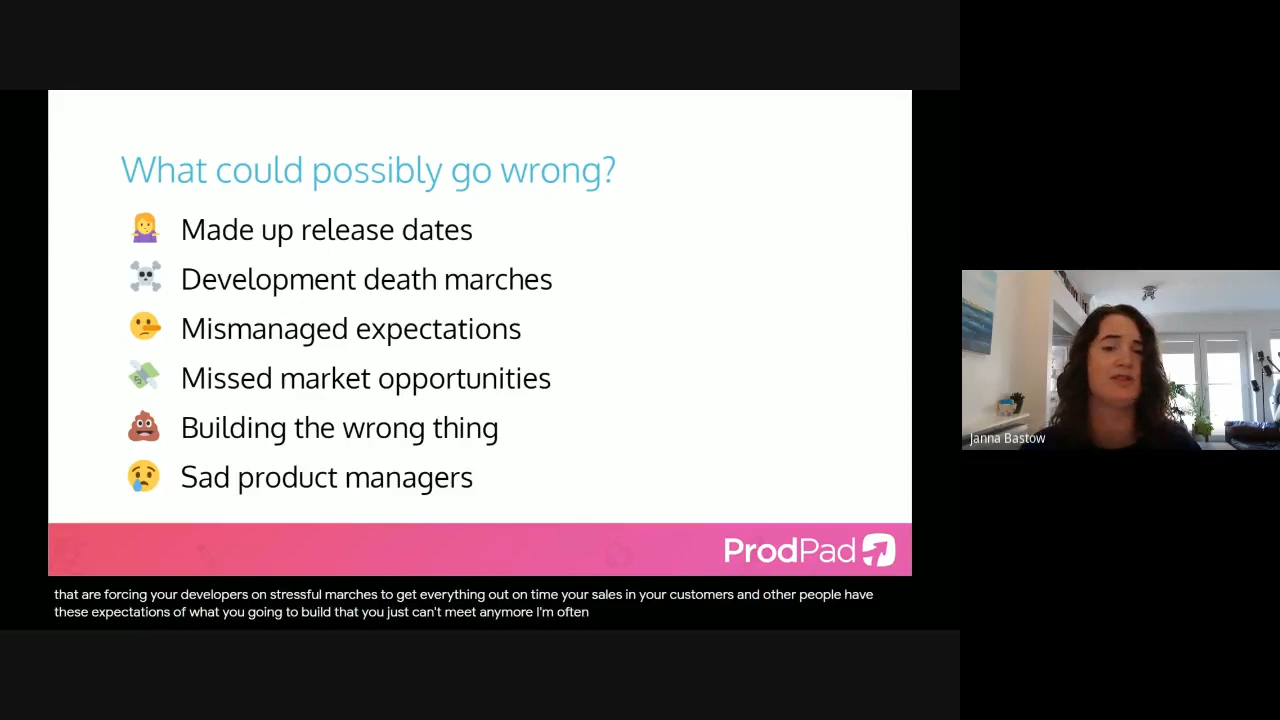 What could possibly go wrong?
Made up release dates
Development death marches
Mismanaged expectations
Missed market opportunities
Building the wrong thing
Sad product managers
ProdPad
that are forcing your developers on stressful marches to get everything out on time your sales in your customers and other people have
these expectations of what you going to build that you just can't meet anymore I'm often
Janna Bastow